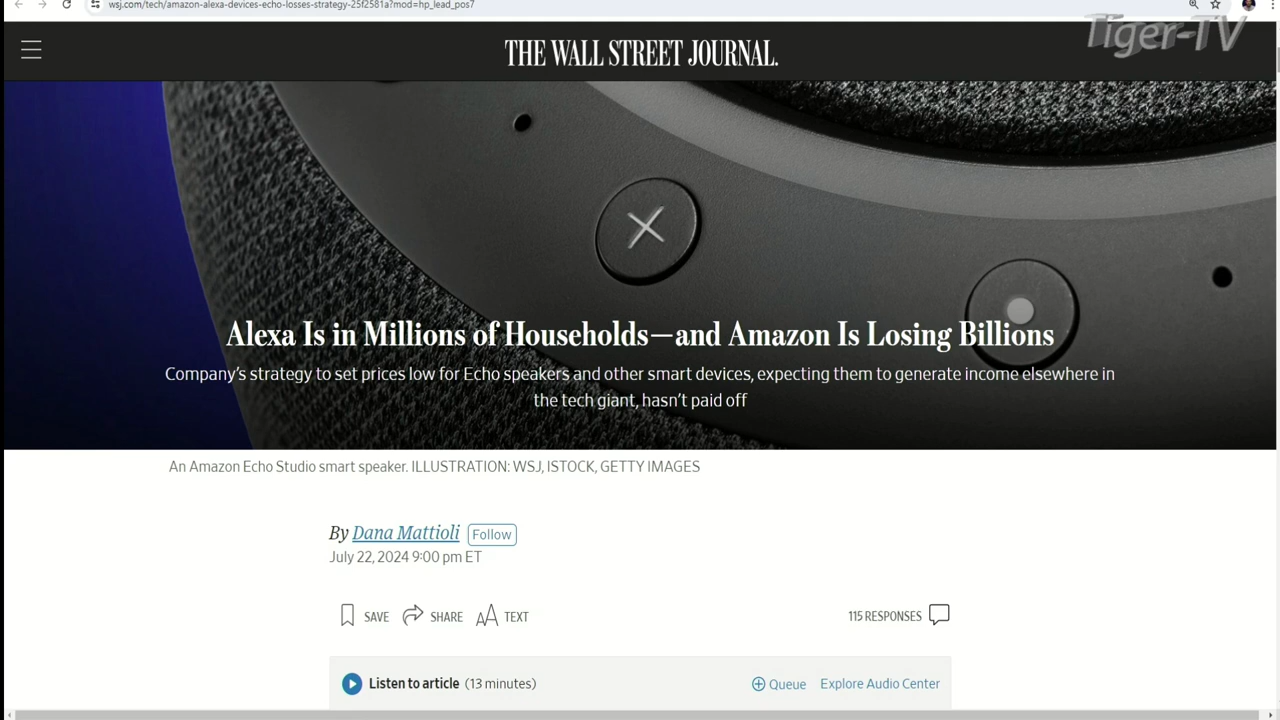 wsj.com/tech/amazon-alexa-devices-echo-losses-strategy-25f2581a?mod=hp_lead_pos7
Tiger-TV
THE WALL STREET JOURNAL.
Alexa Is in Millions of Households—and Amazon Is Losing Billions
Company's strategy to set prices low for Echo speakers and other smart devices, expecting them to generate income elsewhere in
the tech giant, hasn't paid off
An Amazon Echo Studio smart speaker. ILLUSTRATION: WSJ, ISTOCK, GETTY IMAGES
By Dana Mattioli Follow
July 22, 2024 9:00 pm ET
SAVE SHARE AA TEXT 115 RESPONSES
Listen to article (13 minutes) Queue Explore Audio Center